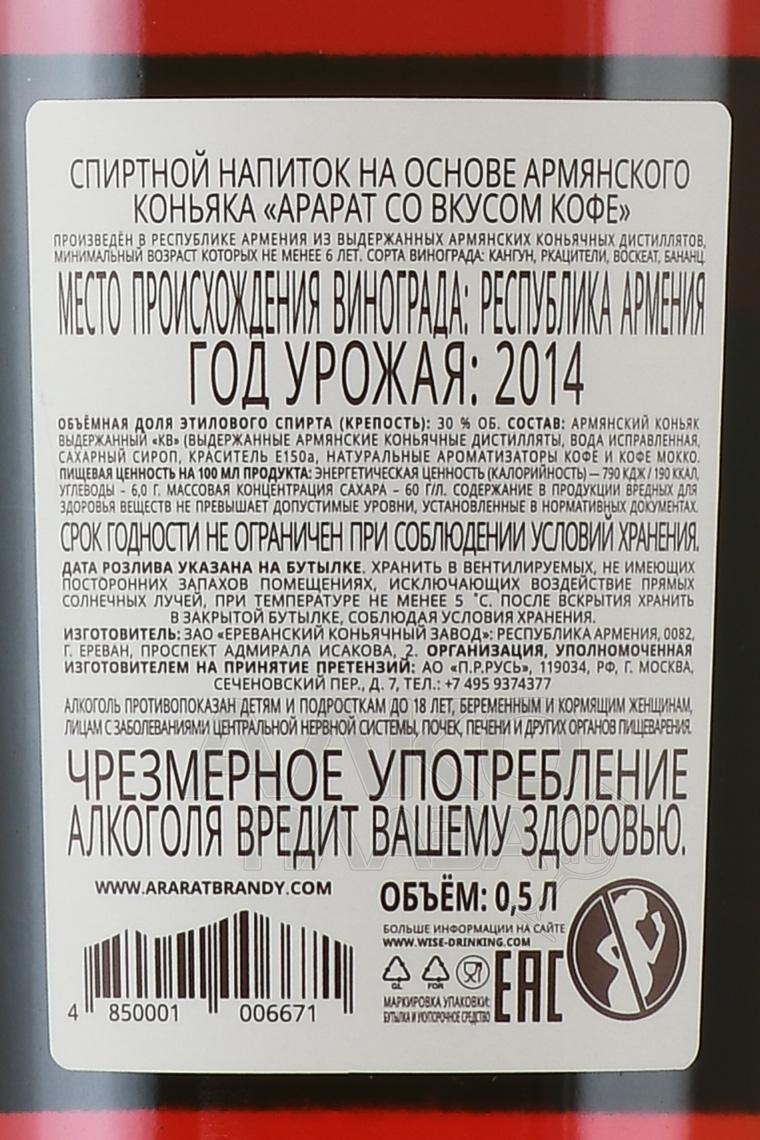 СПИРТНОЙ НАПИТОК НА ОСНОВЕ АРМЯНСКОГО
КОНЬЯКА «АРАРАТ СО ВКУСОМ КОФЕ»
ПРОИЗВЕДЁН В РЕСПУБЛИКЕ АРМЕНИЯ ИЗ ВЫДЕРЖАННЫХ АРМЯНСКИХ КОНЬЯЧНЫХ ДИСТИЛЛЯТОВ,
МИНИМАЛЬНЫЙ ВОЗРАСТ КОТОРЫХ НЕ МЕНЕЕ 6 ЛЕТ. СОРТА ВИНОГРАДА: КАНГУН, РКАЦИТЕЛИ, ВОСКЕАТ, БАНАНЦ.
МЕСТО ПРОИСХОЖДЕНИЯ ВИНОГРАДА: РЕСПУБЛИКА АРМЕНИЯ
ГОД УРОЖАЯ: 2014
ОБЪЁМНАЯ ДОЛЯ ЭТИЛОВОГО СПИРТА (КРЕПОСТЬ): 30 % ОБ. СОСТАВ: АРМЯНСКИЙ КОНЬЯК
ВЫДЕРЖАННЫЙ «КВ» (ВЫДЕРЖАННЫЕ АРМЯНСКИЕ КОНЬЯЧНЫЕ ДИСТИЛЛЯТЫ, ВОДА ИСПРАВЛЕННАЯ,
САХАРНЫЙ СИРОП, КРАСИТЕЛЬ E150a, НАТУРАЛЬНЫЕ АРОМАТИЗАТОРЫ КОФЕ И КОФЕ МОККО.
ПИЩЕВАЯ ЦЕННОСТЬ НА 100 МЛ ПРОДУКТА: ЭНЕРГЕТИЧЕСКАЯ ЦЕННОСТЬ (КАЛОРИЙНОСТЬ) — 790 КДЖ / 190 ККАЛ,
УГЛЕВОДЫ – 6,0 Г. МАССОВАЯ КОНЦЕНТРАЦИЯ САХАРА – 60 Г/Л. СОДЕРЖАНИЕ В ПРОДУКЦИИ ВРЕДНЫХ ДЛЯ
ЗДОРОВЬЯ ВЕЩЕСТВ НЕ ПРЕВЫШАЕТ ДОПУСТИМЫЕ УРОВНИ, УСТАНОВЛЕННЫЕ В НОРМАТИВНЫХ ДОКУМЕНТАХ.
СРОК ГОДНОСТИ НЕ ОГРАНИЧЕН ПРИ СОБЛЮДЕНИИ УСЛОВИЙ ХРАНЕНИЯ.
ДАТА РОЗЛИВА УКАЗАНА НА БУТЫЛКЕ. ХРАНИТЬ В ВЕНТИЛИРУЕМЫХ, НЕ ИМЕЮЩИХ
ПОСТОРОННИХ ЗАПАХОВ ПОМЕЩЕНИЯХ, ИСКЛЮЧАЮЩИХ ВОЗДЕЙСТВИЕ ПРЯМЫХ
СОЛНЕЧНЫХ ЛУЧЕЙ, ПРИ ТЕМПЕРАТУРЕ НЕ МЕНЕЕ 5 ˚С. ПОСЛЕ ВСКРЫТИЯ ХРАНИТЬ
В ЗАКРЫТОЙ БУТЫЛКЕ, СОБЛЮДАЯ УСЛОВИЯ ХРАНЕНИЯ.
ИЗГОТОВИТЕЛЬ: ЗАО «ЕРЕВАНСКИЙ КОНЬЯЧНЫЙ ЗАВОД»: РЕСПУБЛИКА АРМЕНИЯ, 0082,
Г. ЕРЕВАН, ПРОСПЕКТ АДМИРАЛА ИСАКОВА, 2. ОРГАНИЗАЦИЯ, УПОЛНОМОЧЕННАЯ
ИЗГОТОВИТЕЛЕМ НА ПРИНЯТИЕ ПРЕТЕНЗИЙ: АО «П.Р.РУСЬ», 119034, РФ, Г. МОСКВА,
СЕЧЕНОВСКИЙ ПЕР., Д. 7, ТЕЛ.: +7 495 9374377
АЛКОГОЛЬ ПРОТИВОПОКАЗАН ДЕТЯМ И ПОДРОСТКАМ ДО 18 ЛЕТ, БЕРЕМЕННЫМ И КОРМЯЩИМ ЖЕНЩИНАМ,
ЛИЦАМ С ЗАБОЛЕВАНИЯМИ ЦЕНТРАЛЬНОЙ НЕРВНОЙ СИСТЕМЫ, ПОЧЕК, ПЕЧЕНИ И ДРУГИХ ОРГАНОВ ПИЩЕВАРЕНИЯ.
ЧРЕЗМЕРНОЕ УПОТРЕБЛЕНИЕ
АЛКОГОЛЯ ВРЕДИТ ВАШЕМУ ЗДОРОВЬЮ.
WWW.ARARATBRANDY.COM
ОБЪЁМ: 0,5 Л
БОЛЬШЕ ИНФОРМАЦИИ НА САЙТЕ
WWW.WISE-DRINKING.COM
GL FOR
EAC
МАРКИРОВКА УПАКОВКИ:
БУТЫЛКА И УКУПОРОЧНОЕ СРЕДСТВО
4 850001 006671